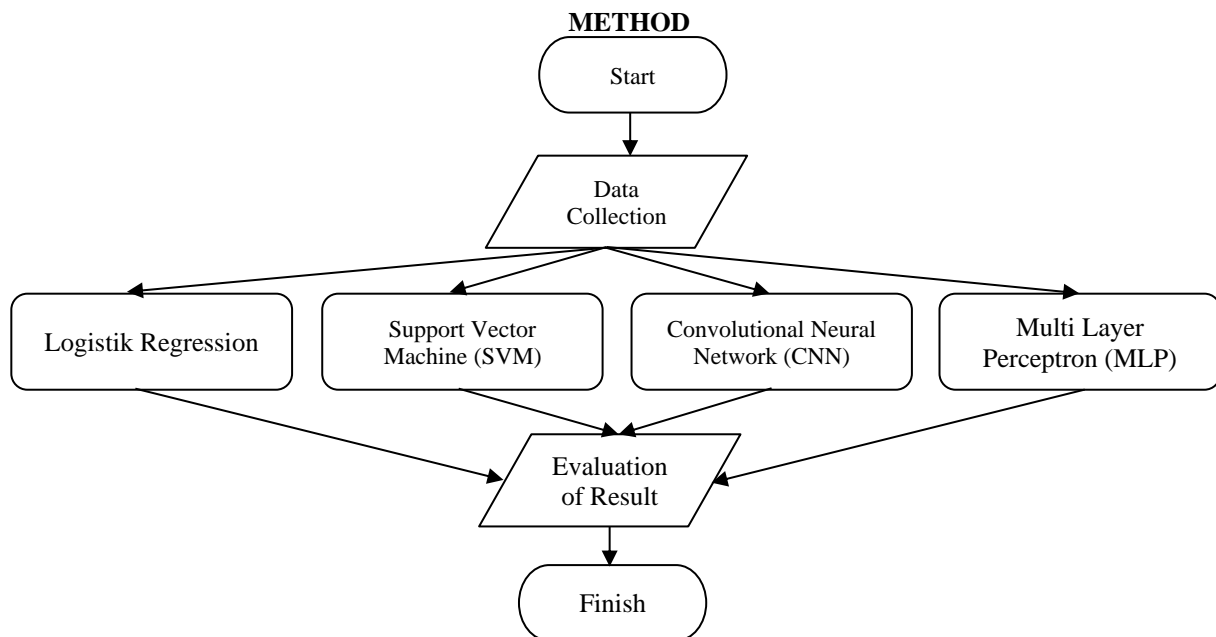 METHOD
Start
Data
Collection
Logistik Regression
Support Vector
Machine (SVM)
Convolutional Neural
Network (CNN)
Multi Layer
Perceptron (MLP)
Evaluation
of Result
Finish